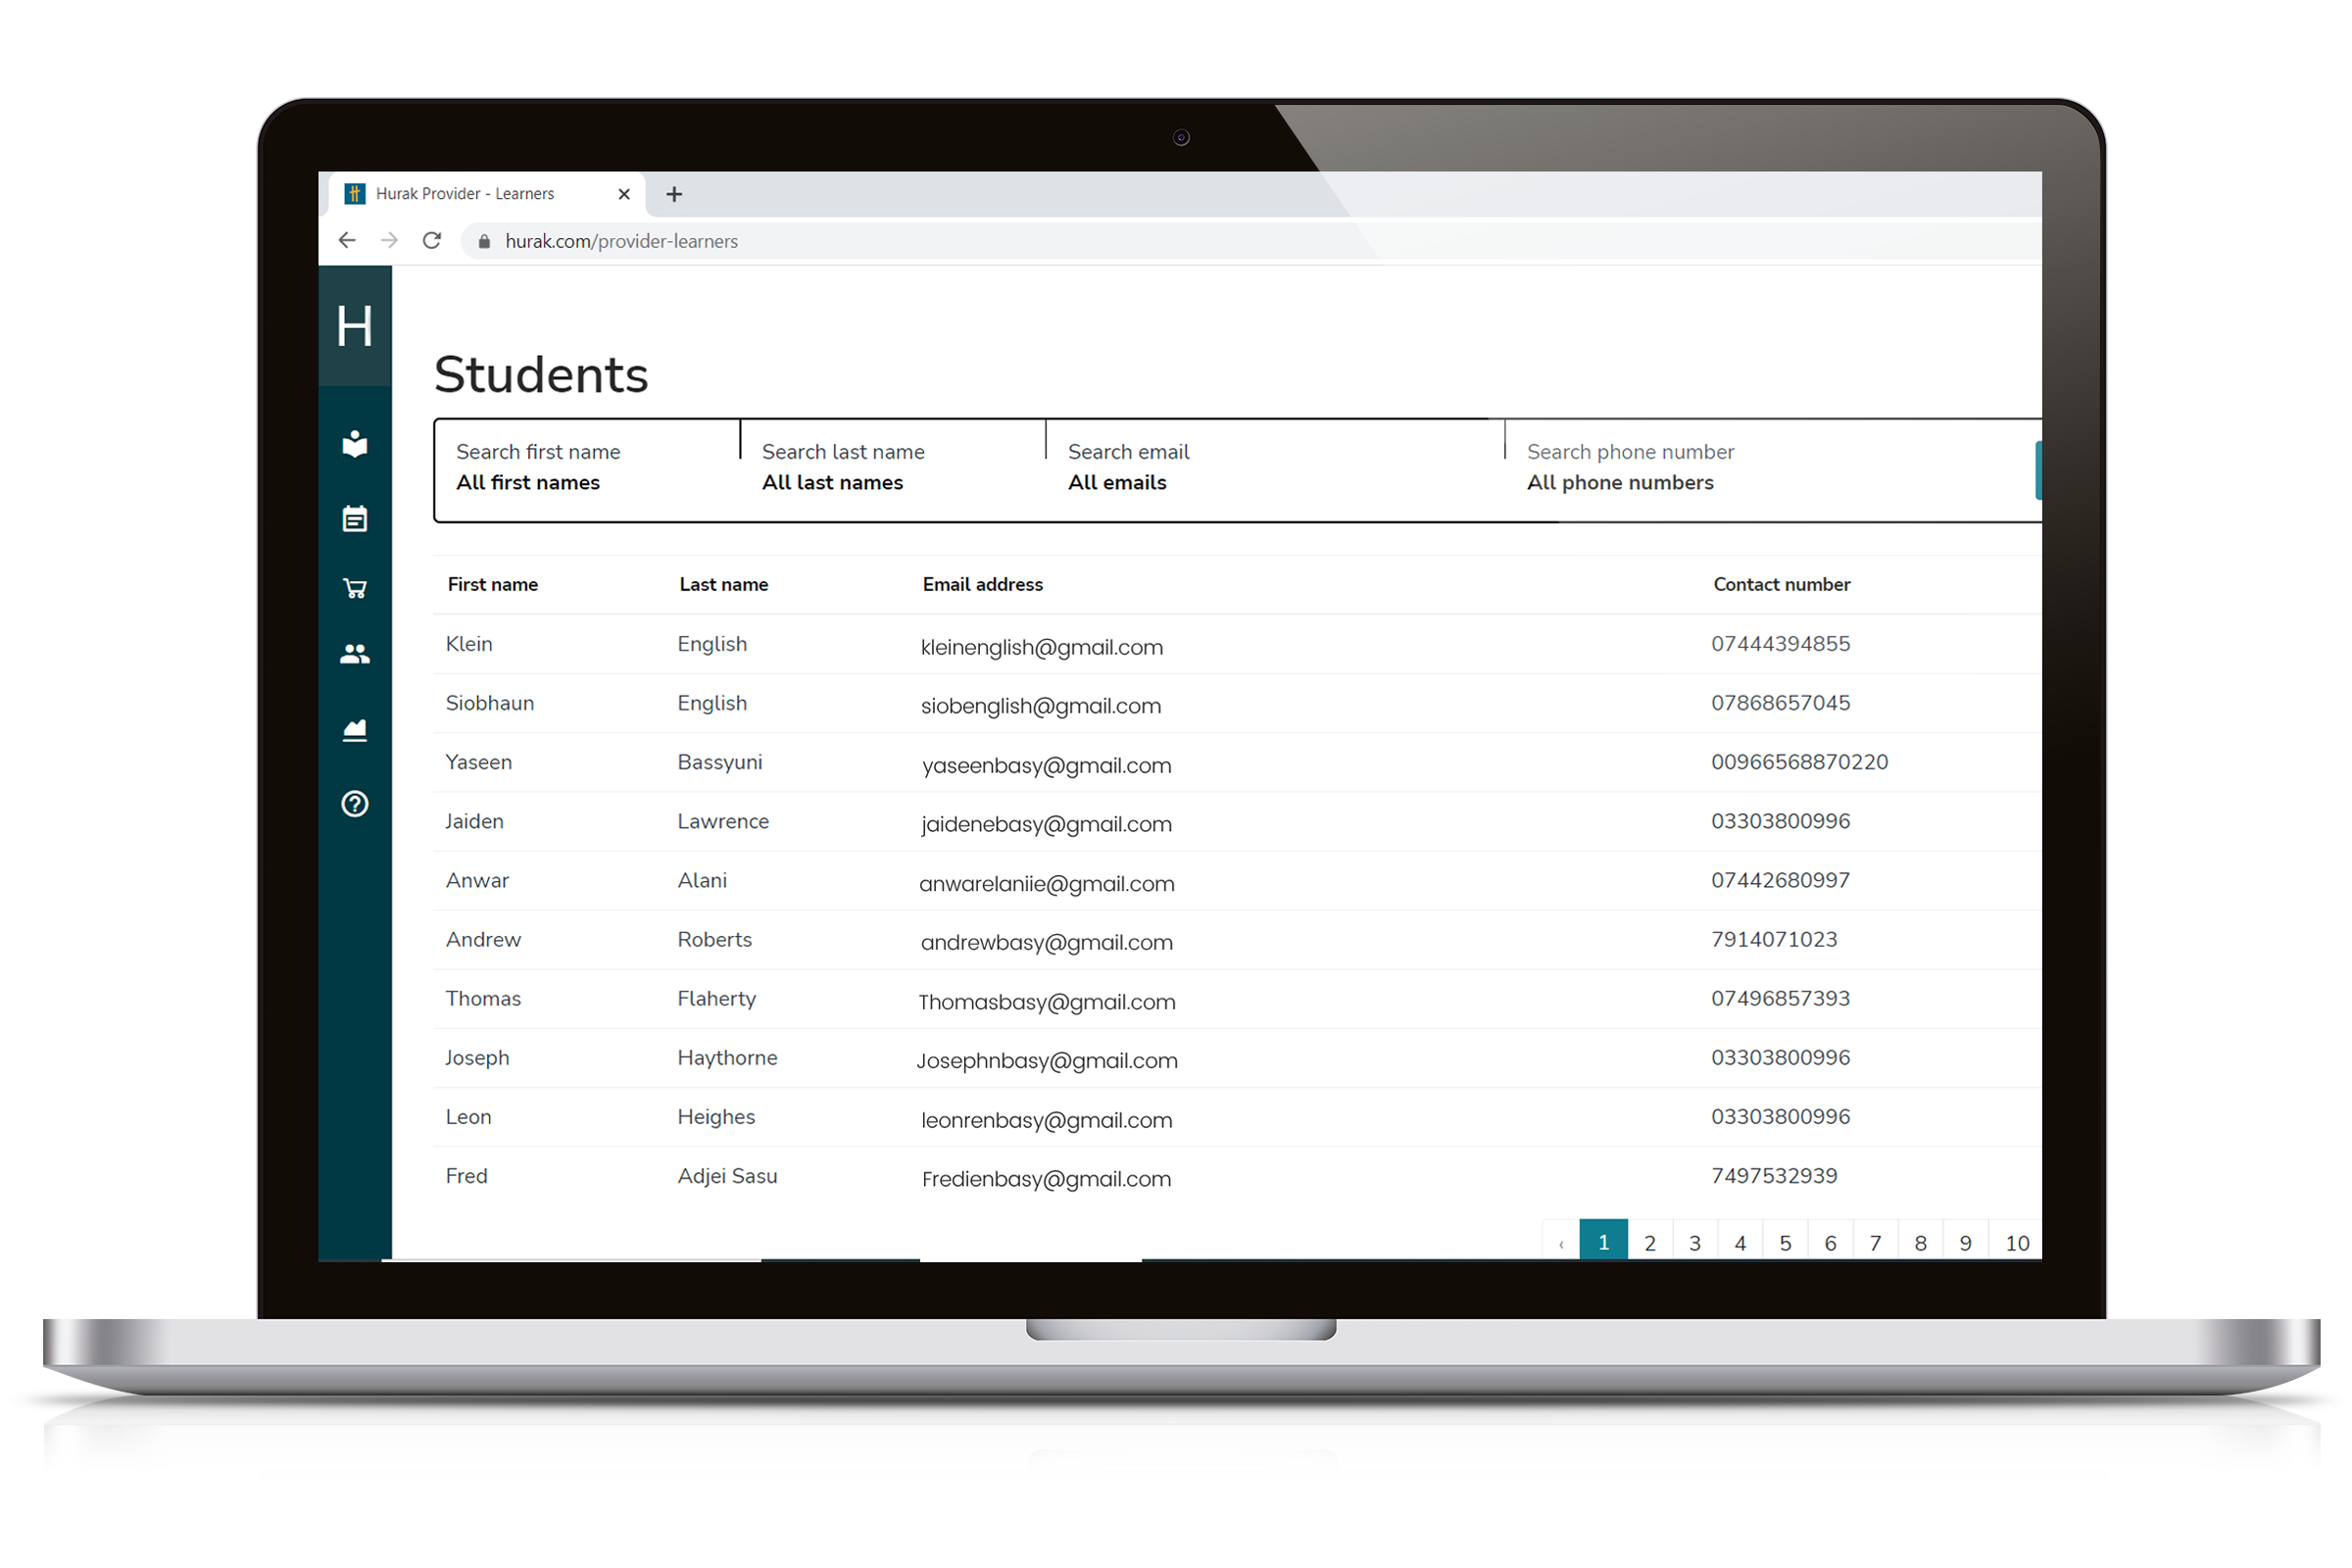 Hurak Provider - Learners
hurak.com/provider-learners
H
Students
Search first name Search last name Search email Search phone number
All first names All last names All emails All phone numbers
First name Last name Email address Contact number
Klein English kleinenglish@gmail.com 07444394855
Siobhaun English siobenglish@gmail.com 07868657045
Yaseen Bassyuni yaseenbasy@gmail.com 00966568870220
Jaiden Lawrence jaidenebasy@gmail.com 03303800996
Anwar Alani anwarelaniie@gmail.com 07442680997
Andrew Roberts andrewbasy@gmail.com 7914071023
Thomas Flaherty Thomasbasy@gmail.com 07496857393
Joseph Haythorne Josephnbasy@gmail.com 03303800996
Leon Heighes leonrenbasy@gmail.com 03303800996
Fred Adjei Sasu Fredienbasy@gmail.com 7497532939
‹ 1 2 3 4 5 6 7 8 9 10